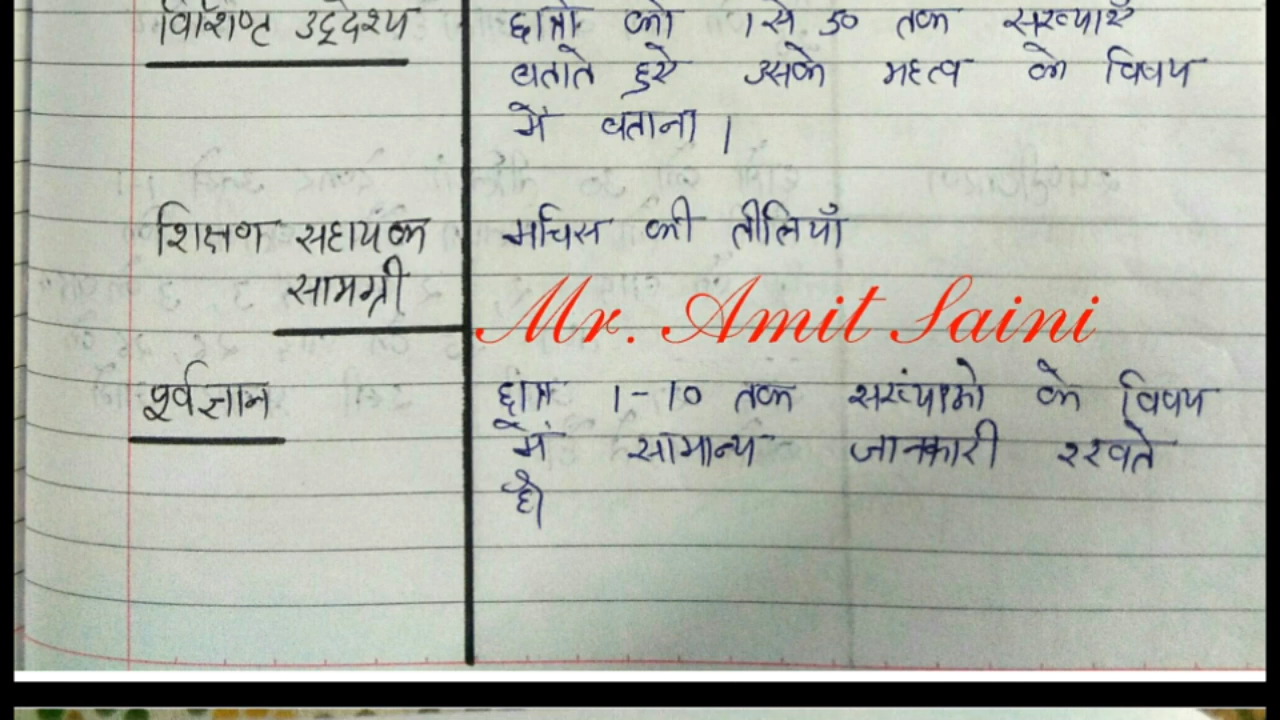 विशिष्ट उद्देश्य
छात्रों को 1 से 50 तक संख्याएँ
बताते हुऐ उसके महत्व के विषय
में बताना।
शिक्षण सहायक
सामग्री
माचिस की तीलियाँ
Mr. Amit Saini
पूर्वज्ञान
छात्र 1-10 तक संख्याओ के विषय
में सामान्य जानकारी रखते
है।